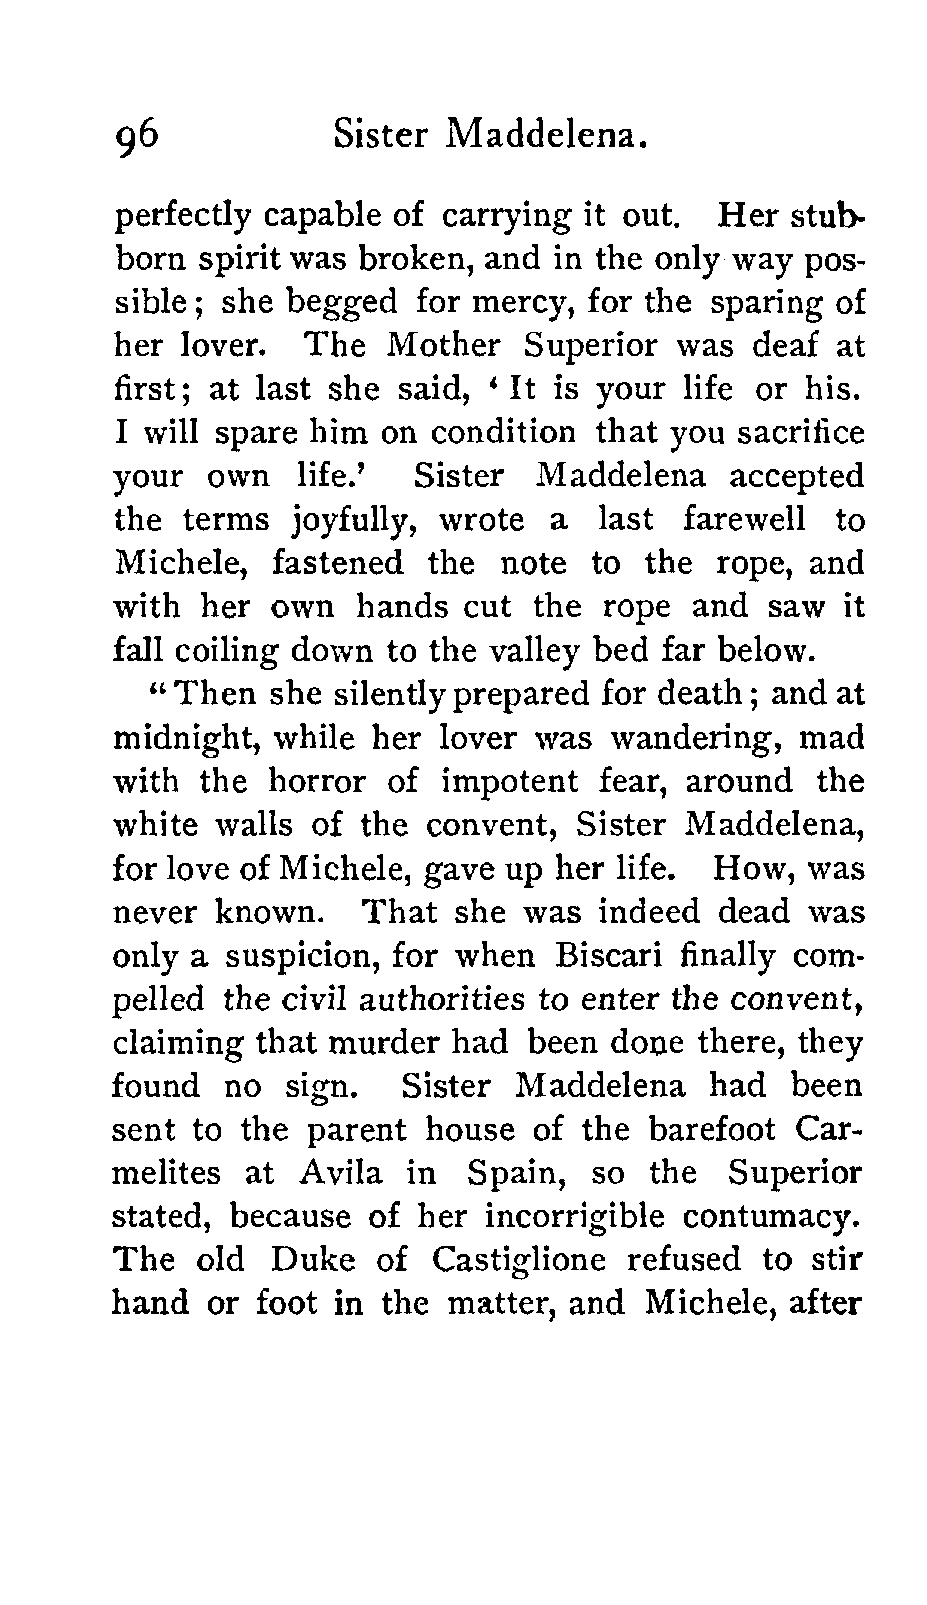 96 Sister Maddelena.
perfectly capable of carrying it out. Her stub-
born spirit was broken, and in the only way pos-
sible; she begged for mercy, for the sparing of
her lover. The Mother Superior was deaf at
first; at last she said, ‘It is your life or his.
I will spare him on condition that you sacrifice
your own life.’ Sister Maddelena accepted
the terms joyfully, wrote a last farewell to
Michele, fastened the note to the rope, and
with her own hands cut the rope and saw it
fall coiling down to the valley bed far below.
“Then she silently prepared for death; and at
midnight, while her lover was wandering, mad
with the horror of impotent fear, around the
white walls of the convent, Sister Maddelena,
for love of Michele, gave up her life. How, was
never known. That she was indeed dead was
only a suspicion, for when Biscari finally com-
pelled the civil authorities to enter the convent,
claiming that murder had been done there, they
found no sign. Sister Maddelena had been
sent to the parent house of the barefoot Car-
melites at Avila in Spain, so the Superior
stated, because of her incorrigible contumacy.
The old Duke of Castiglione refused to stir
hand or foot in the matter, and Michele, after